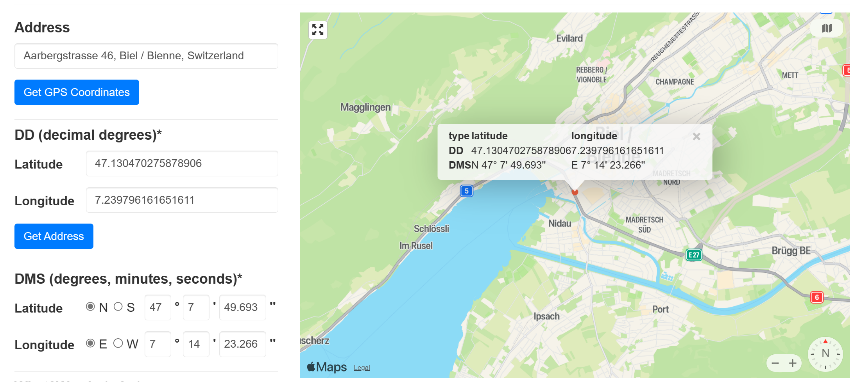 Address
Aarbergstrasse 46, Biel / Bienne, Switzerland
Get GPS Coordinates
DD (decimal degrees)*
Latitude 47.130470275878906
Longitude 7.239796161651611
Get Address
DMS (degrees, minutes, seconds)*
Latitude N S 47 ° 7 ' 49.693 "
Longitude E W 7 ° 14 ' 23.266 "
Evilard
REUCHENETTESTRASSE
REBBERG /
VIGNOBLE
CHAMPAGNE
METT
Magglingen
type latitude longitude
DD 47.130470275878906 7.239796161651611
DMS N 47° 7' 49.693" E 7° 14' 23.266"
MADRETSCH
NORD
5
Schlössli
Im Rusel
Nidau
MADRETSCH
SÜD
E27
Brügg BE
6
Ipsach
Port
Maps
Legal
N